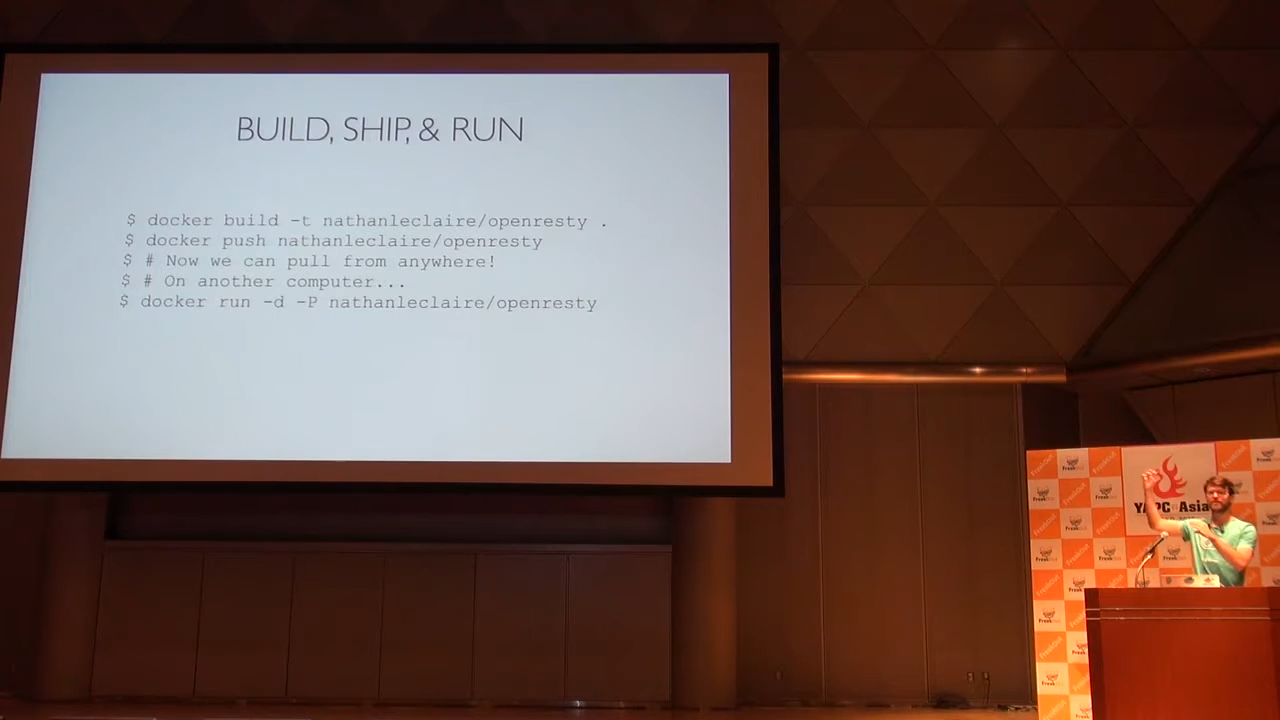 BUILD, SHIP, & RUN
$ docker build -t nathanleclaire/openresty .
$ docker push nathanleclaire/openresty
$ # Now we can pull from anywhere!
$ # On another computer...
$ docker run -d -P nathanleclaire/openresty
YAPC::Asia
FreakOut